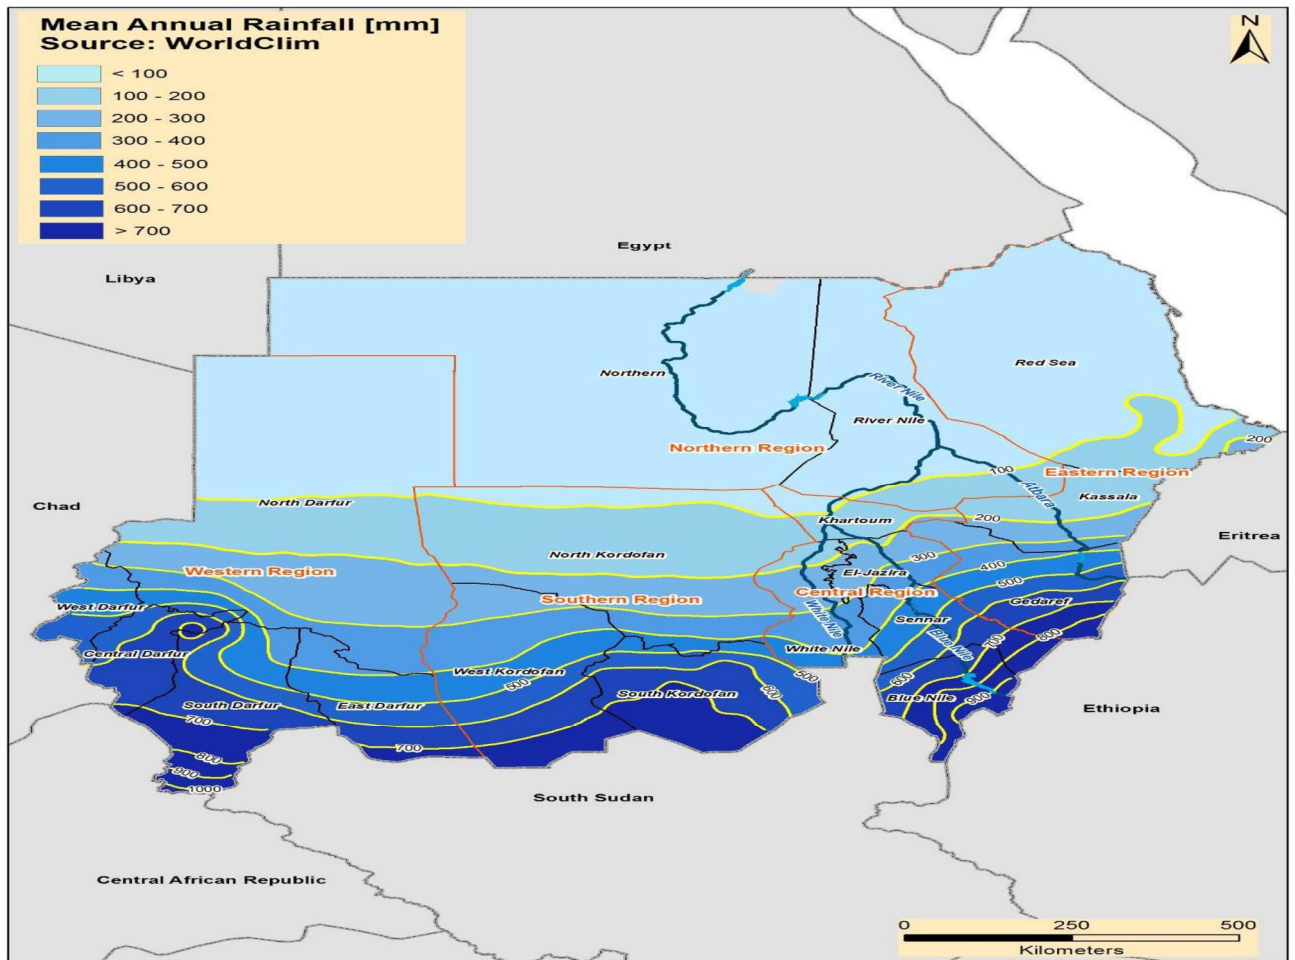 Mean Annual Rainfall [mm]
Source: WorldClim
< 100
100 - 200
200 - 300
300 - 400
400 - 500
500 - 600
600 - 700
> 700
N
Egypt
Libya
Red Sea
Northern
River Nile
River Nile
Northern Region
200
100
Eastern Region
Atbara
Kassala
North Darfur
Chad
Khartoum
200
Eritrea
North Kordofan
300
400
Western Region
El-Jazira
500
Southern Region
Central Region
Gedaref
West Darfur
White Nile
Sennar
Blue Nile
700
800
White Nile
Central Darfur
West Kordofan
500
500
600
600
South Kordofan
Blue Nile
900
South Darfur
East Darfur
Ethiopia
700
700
800
900
1000
South Sudan
Central African Republic
0 250 500
Kilometers